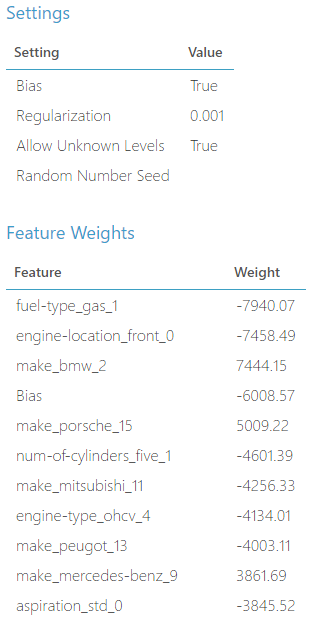 Settings
Setting Value
Bias True
Regularization 0.001
Allow Unknown Levels True
Random Number Seed
Feature Weights
Feature Weight
fuel-type_gas_1 -7940.07
engine-location_front_0 -7458.49
make_bmw_2 7444.15
Bias -6008.57
make_porsche_15 5009.22
num-of-cylinders_five_1 -4601.39
make_mitsubishi_11 -4256.33
engine-type_ohcv_4 -4134.01
make_peugot_13 -4003.11
make_mercedes-benz_9 3861.69
aspiration_std_0 -3845.52